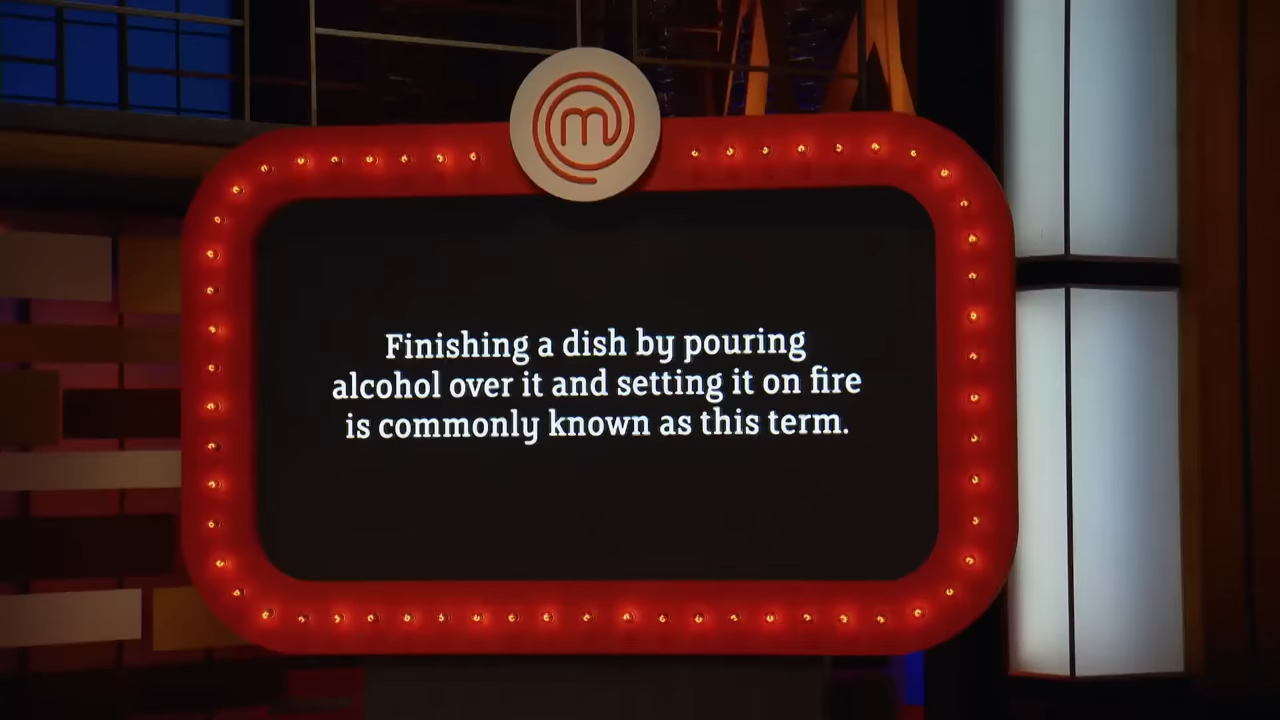 m
Finishing a dish by pouring
alcohol over it and setting it on fire
is commonly known as this term.